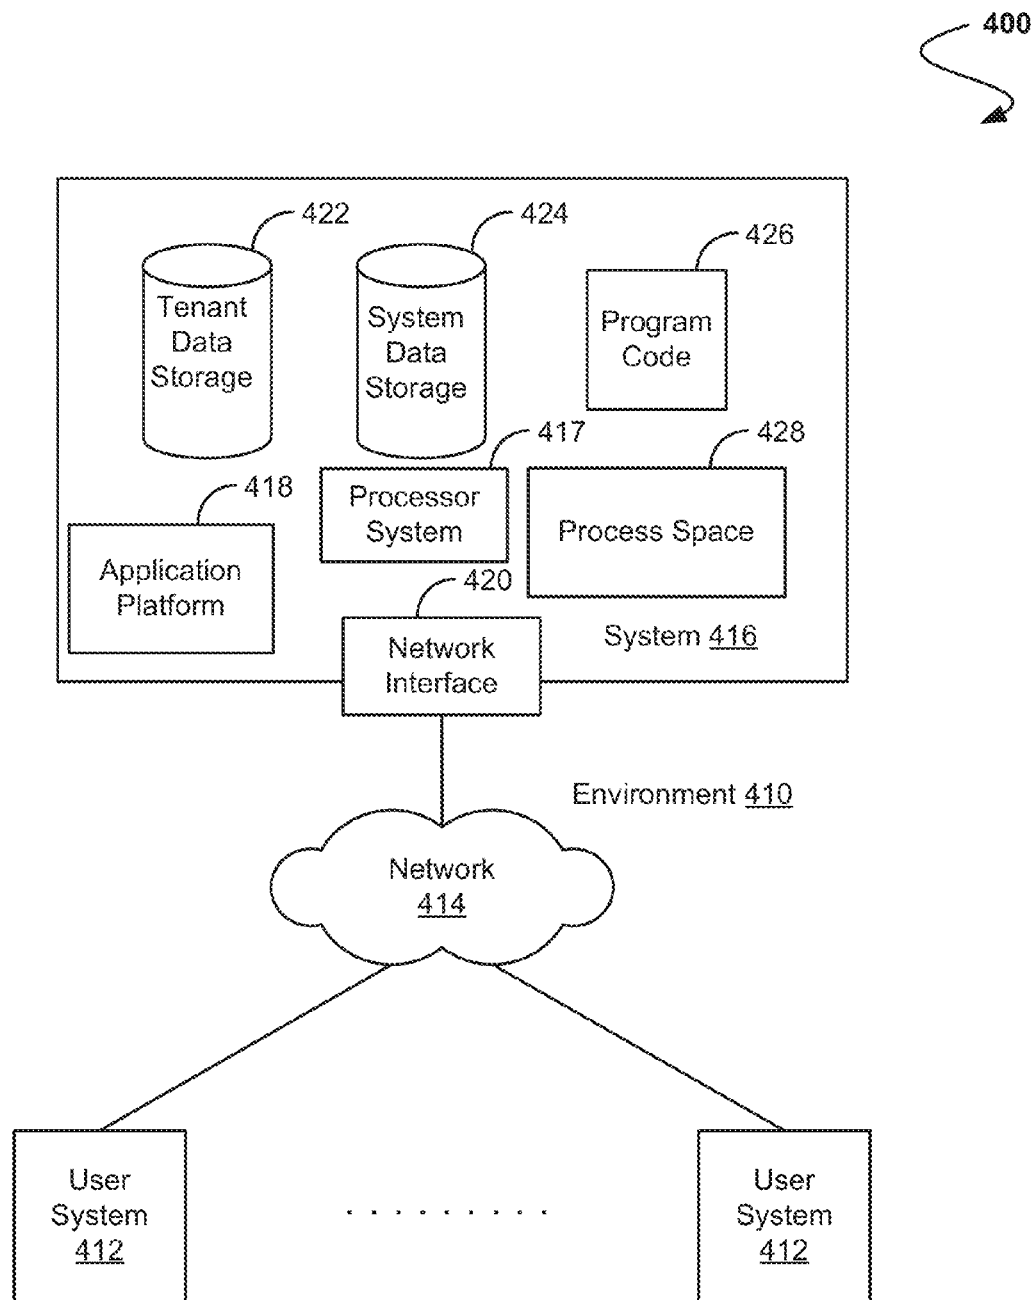 400
422
424
426
Tenant
Data
Storage
System
Data
Storage
Program
Code
417
428
418
Processor
System
Process Space
Application
Platform
420
Network
Interface
System 416
Environment 410
Network
414
User
System
412
User
System
412